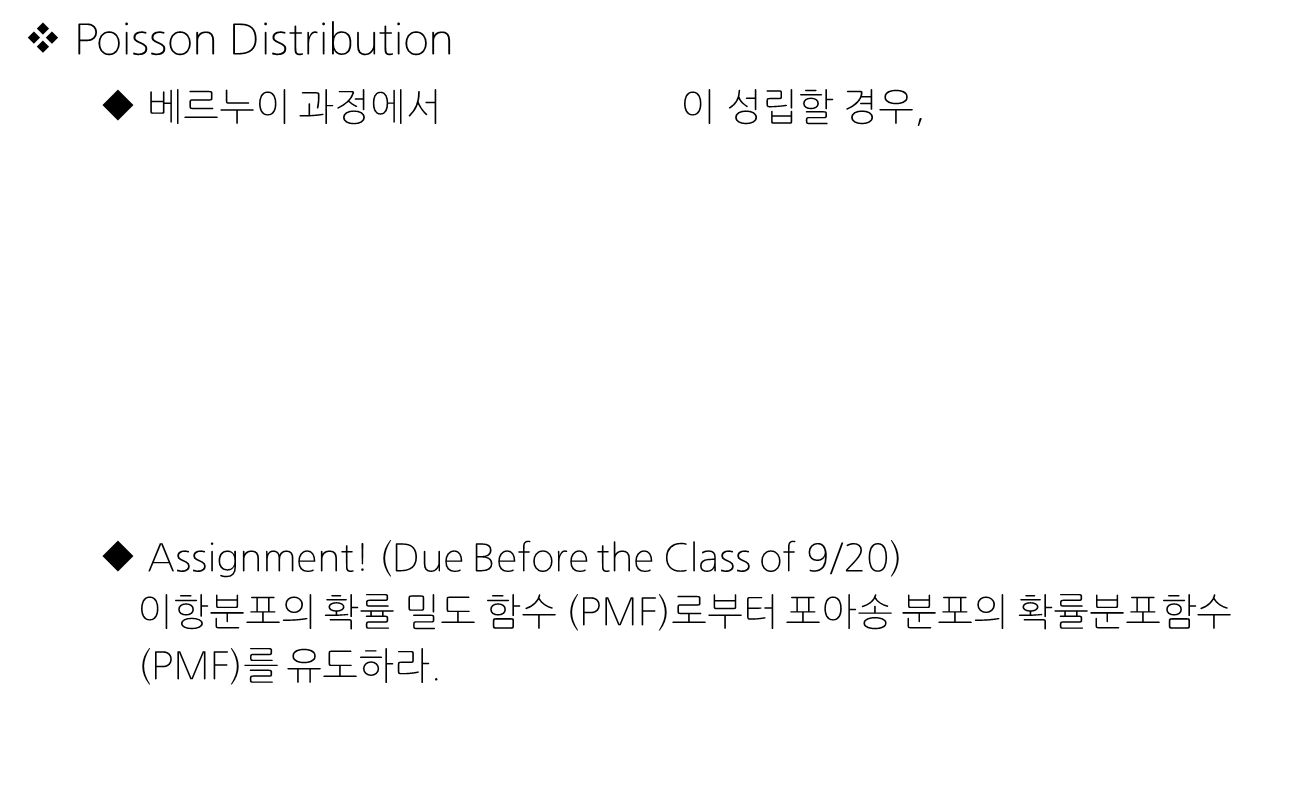 ❖ Poisson Distribution
◆ 베르누이 과정에서 이 성립할 경우,
◆ Assignment! (Due Before the Class of 9/20)
이항분포의 확률 밀도 함수 (PMF)로부터 포아송 분포의 확률분포함수
(PMF)를 유도하라.